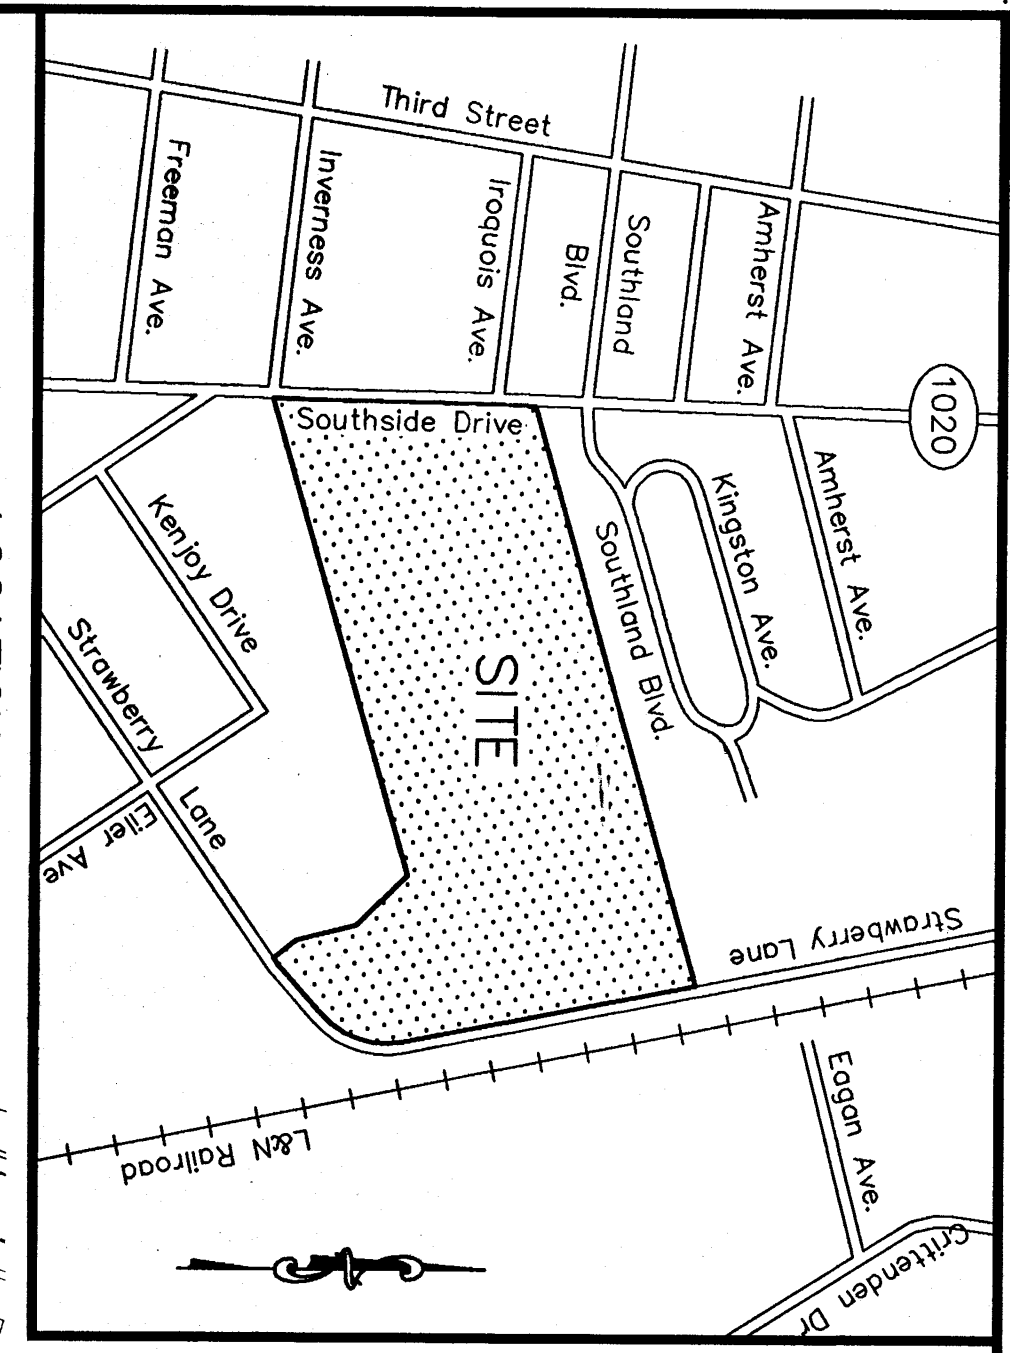 Third Street
Freeman Ave.
Inverness Ave.
Iroquois Ave.
Southland
Blvd.
Amherst Ave.
1020
Southside Drive
Amherst Ave.
Kingston Ave.
Southland Blvd.
Kenjoy Drive
SITE
Strawberry
Lane
Eiler Ave
Strawberry Lane
L&N Railroad
Eagan Ave.
Crittenden Dr